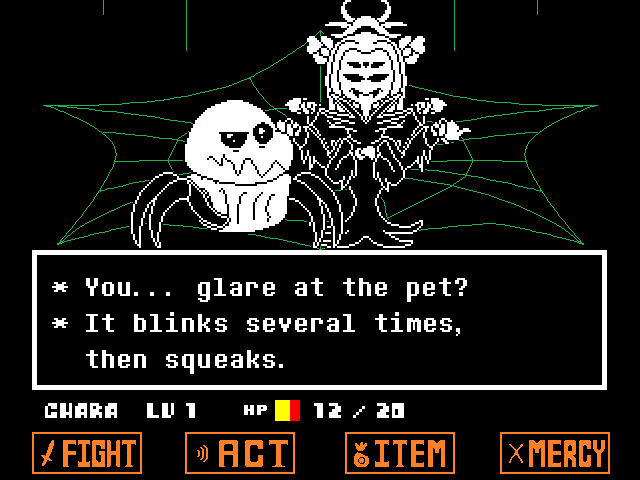 * You... glare at the pet?
* It blinks several times,
then squeaks.
CHARA LV 1 HP 12 / 20
FIGHT ACT ITEM MERCY